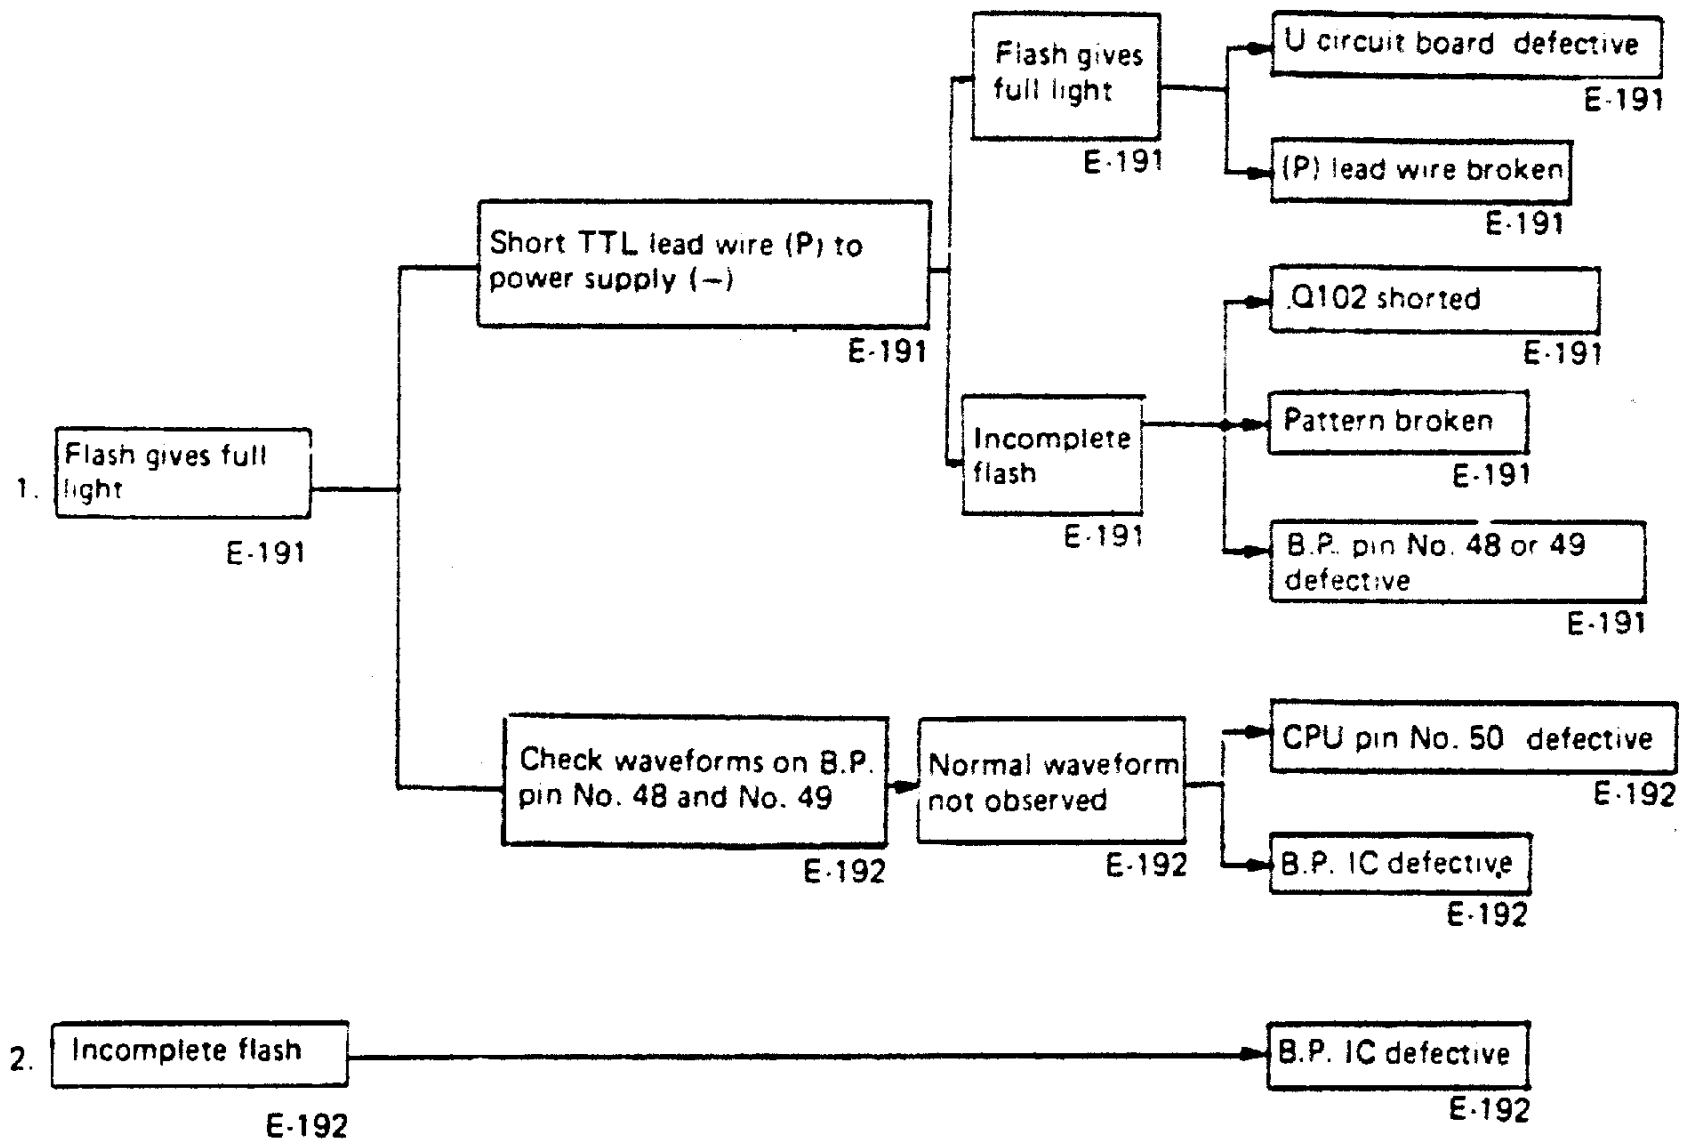 1.
Flash gives full
light
E-191
Short TTL lead wire (P) to
power supply (−)
E-191
Flash gives
full light
E-191
U circuit board defective
E-191
(P) lead wire broken
E-191
Incomplete
flash
E-191
Q102 shorted
E-191
Pattern broken
E-191
B.P. pin No. 48 or 49
defective
E-191
Check waveforms on B.P.
pin No. 48 and No. 49
E-192
Normal waveform
not observed
E-192
CPU pin No. 50 defective
E-192
B.P. IC defective
E-192
2.
Incomplete flash
E-192
B.P. IC defective
E-192